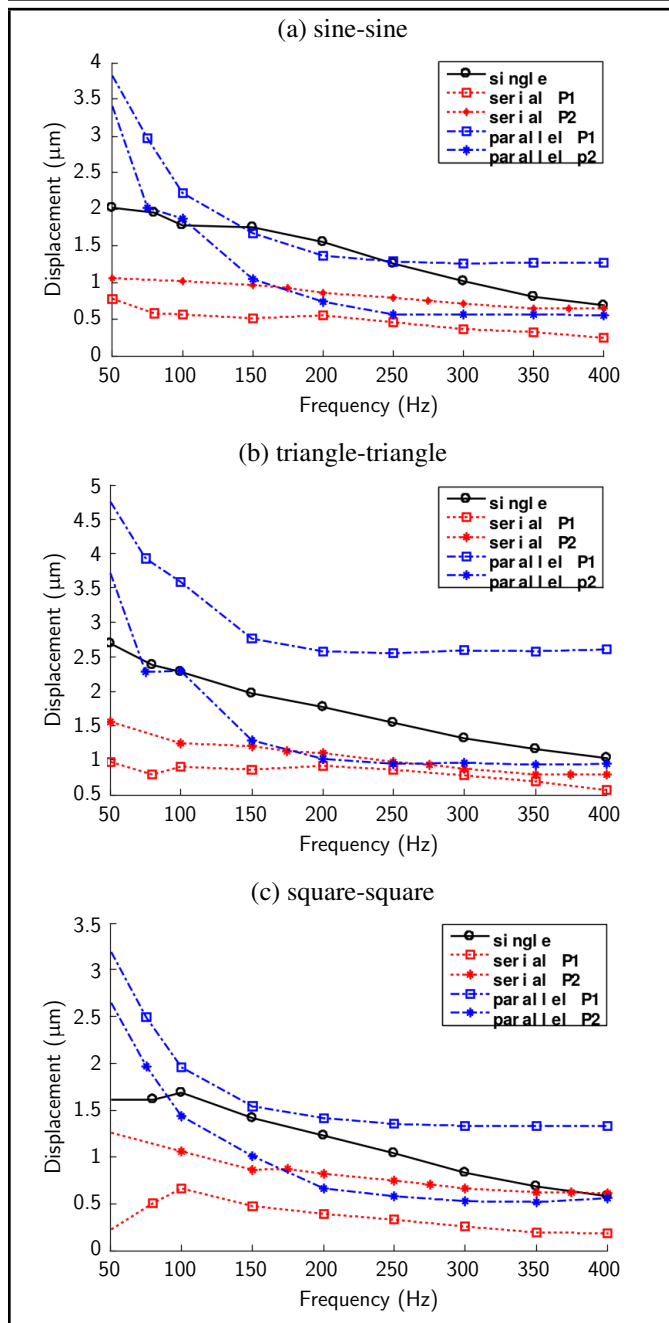 (a) sine-sine
single
serial P1
serial P2
parallel P1
parallel p2
4
3.5
3
2.5
2
1.5
1
0.5
0
Displacement (μm)
50 100 150 200 250 300 350 400
Frequency (Hz)
(b) triangle-triangle
single
serial P1
serial P2
parallel P1
parallel p2
5
4.5
4
3.5
3
2.5
2
1.5
1
0.5
Displacement (μm)
50 100 150 200 250 300 350 400
Frequency (Hz)
(c) square-square
single
serial P1
serial P2
parallel P1
parallel P2
3.5
3
2.5
2
1.5
1
0.5
0
Displacement (μm)
50 100 150 200 250 300 350 400
Frequency (Hz)